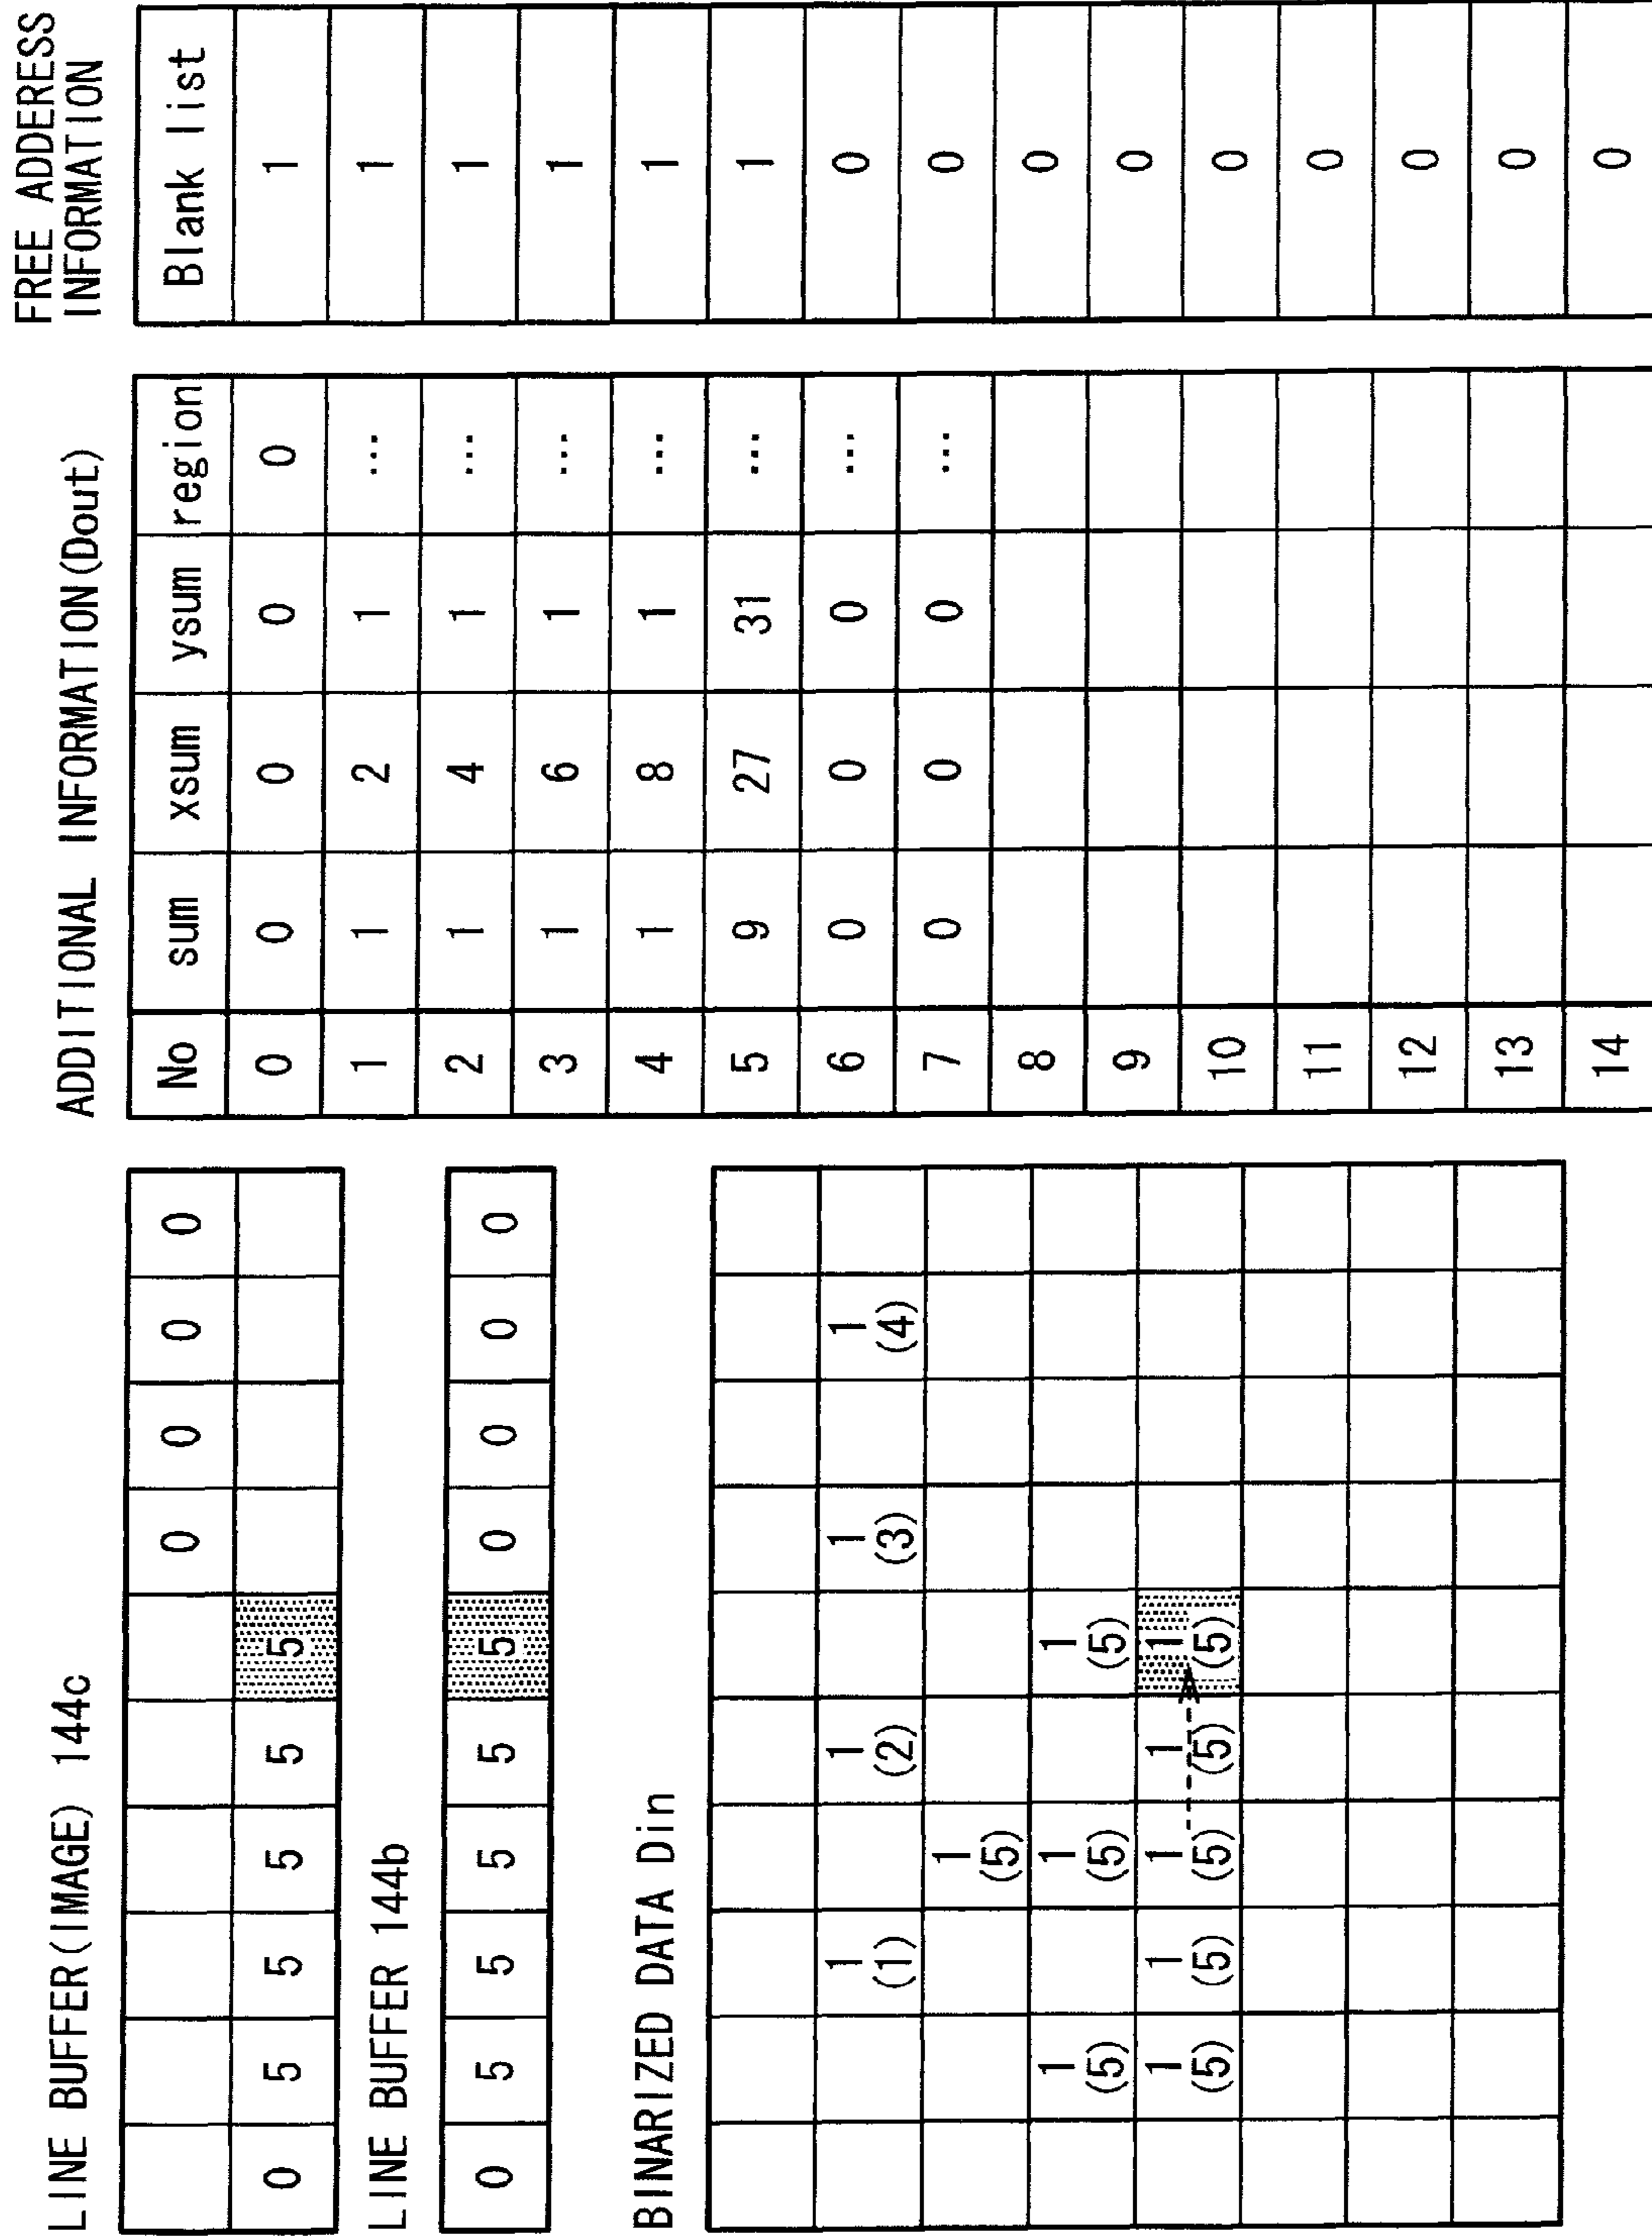 LINE BUFFER(IMAGE) 144c
0 0 0 0
0 5 5 5 5 5
LINE BUFFER 144b
0 5 5 5 5 5 0 0 0 0
BINARIZED DATA Din
1 1 1 1
(1) (2) (3) (4)
1
(5)
1 1 1
(5) (5) (5)
1 1 1 1 1
(5) (5) (5) (5) (5)
ADDITIONAL INFORMATION(Dout)
No sum xsum ysum region
0 0 0 0 0
1 1 2 1 ...
2 1 4 1 ...
3 1 6 1 ...
4 1 8 1 ...
5 9 27 31 ...
6 0 0 0 ...
7 0 0 0 ...
8
9
10
11
12
13
14
FREE ADDERESS
INFORMATION
Blank list
1
1
1
1
1
1
0
0
0
0
0
0
0
0
0